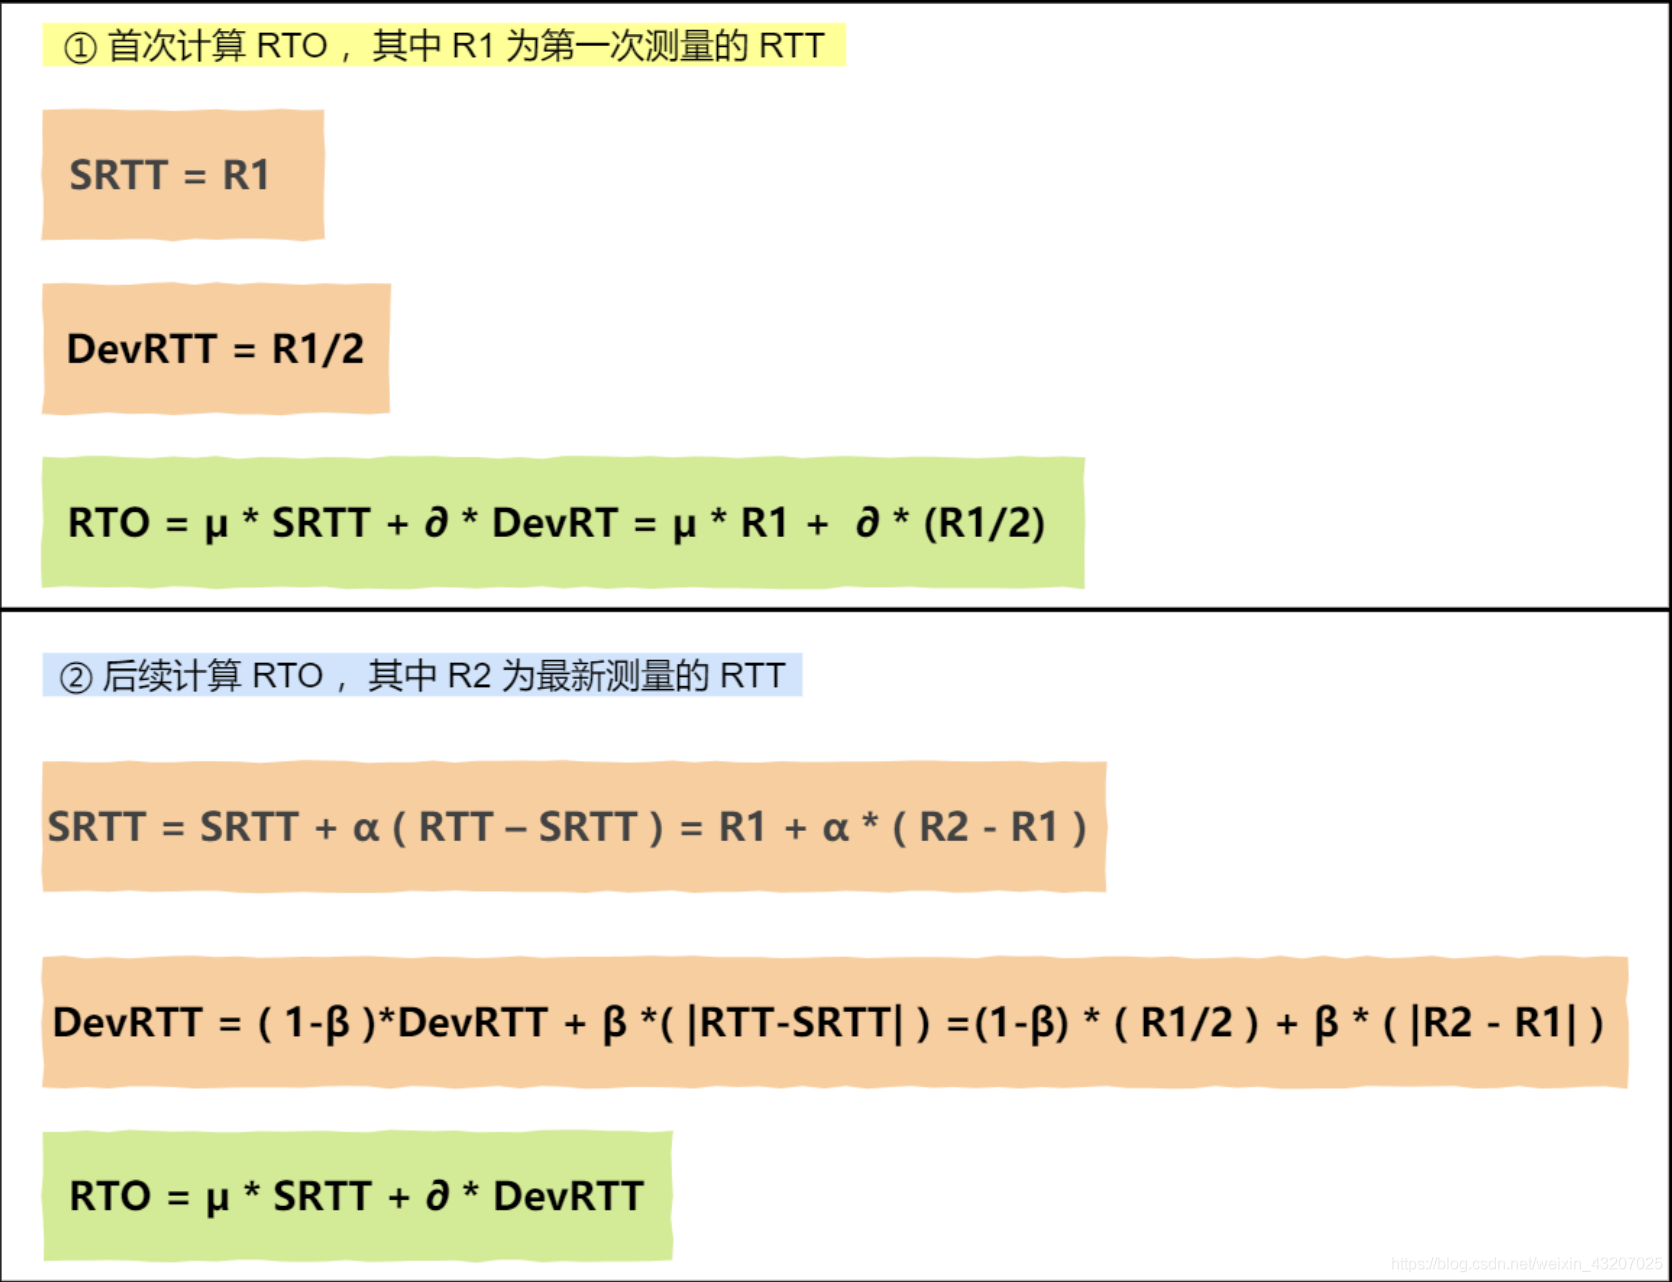 ① 首次计算 RTO ，其中 R1 为第一次测量的 RTT
SRTT = R1
DevRTT = R1/2
RTO = μ * SRTT + ∂ * DevRT = μ * R1 + ∂ * (R1/2)
② 后续计算 RTO ，其中 R2 为最新测量的 RTT
SRTT = SRTT + α ( RTT – SRTT ) = R1 + α * ( R2 - R1 )
DevRTT = ( 1-β )*DevRTT + β *( |RTT-SRTT| ) =(1-β) * ( R1/2 ) + β * ( |R2 - R1| )
RTO = μ * SRTT + ∂ * DevRTT
https://blog.csdn.net/weixin_43207025